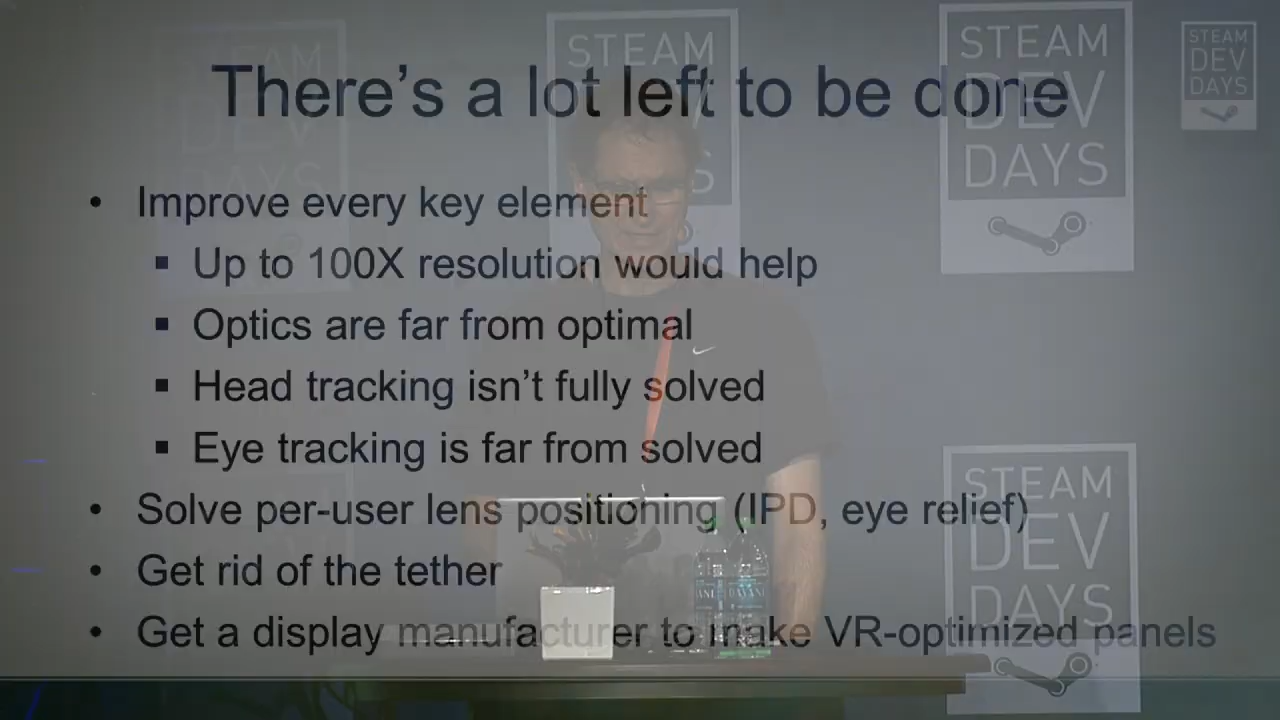 There's a lot left to be done
• Improve every key element
▪ Up to 100X resolution would help
▪ Optics are far from optimal
▪ Head tracking isn't fully solved
▪ Eye tracking is far from solved
• Solve per-user lens positioning (IPD, eye relief)
• Get rid of the tether
• Get a display manufacturer to make VR-optimized panels
STEAM
STEAM
DEV
DAYS
STEAM
DEV
DAYS
STEAM
DEV
DAYS